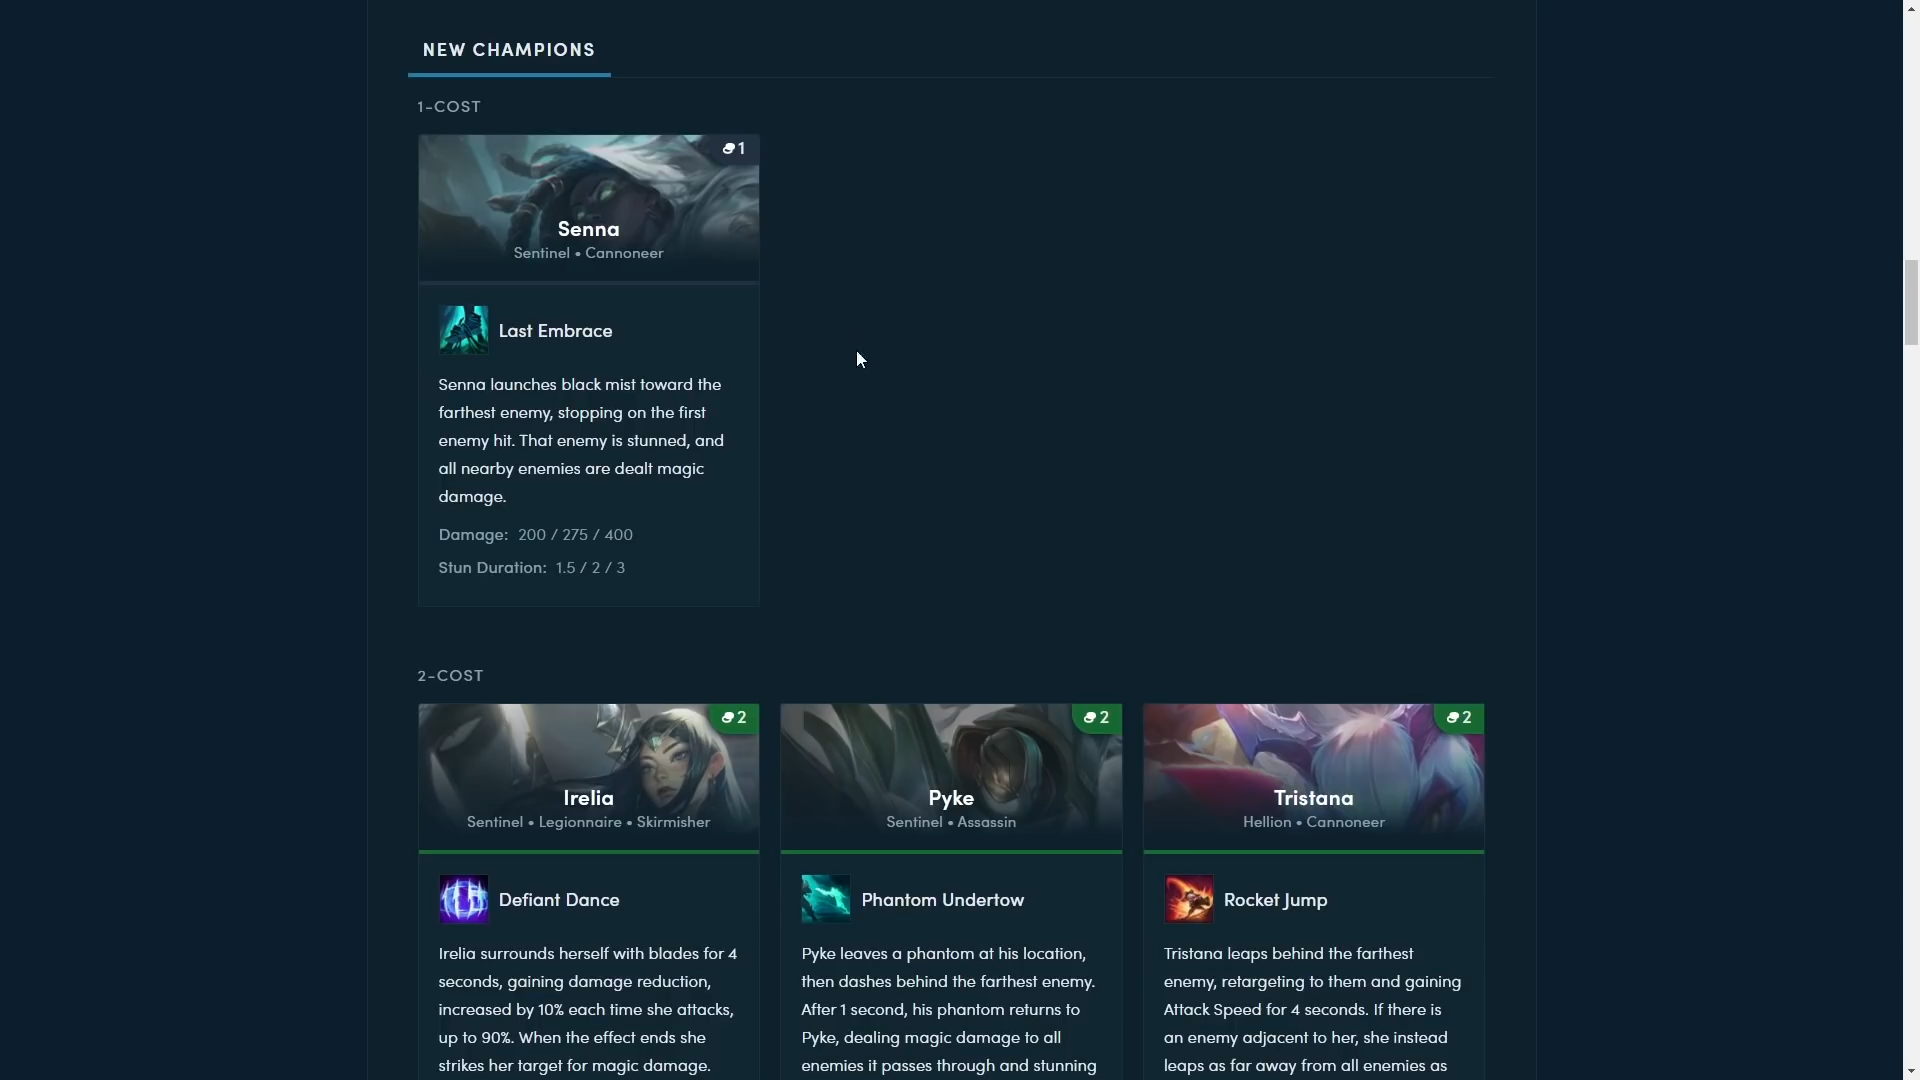 NEW CHAMPIONS
1-COST
1
Senna
Sentinel • Cannoneer
Last Embrace
Senna launches black mist toward the
farthest enemy, stopping on the first
enemy hit. That enemy is stunned, and
all nearby enemies are dealt magic
damage.
Damage: 200 / 275 / 400
Stun Duration: 1.5 / 2 / 3
2-COST
2
Irelia
Sentinel • Legionnaire • Skirmisher
Defiant Dance
Irelia surrounds herself with blades for 4
seconds, gaining damage reduction,
increased by 10% each time she attacks,
up to 90%. When the effect ends she
strikes her target for magic damage.
2
Pyke
Sentinel • Assassin
Phantom Undertow
Pyke leaves a phantom at his location,
then dashes behind the farthest enemy.
After 1 second, his phantom returns to
Pyke, dealing magic damage to all
enemies it passes through and stunning
2
Tristana
Hellion • Cannoneer
Rocket Jump
Tristana leaps behind the farthest
enemy, retargeting to them and gaining
Attack Speed for 4 seconds. If there is
an enemy adjacent to her, she instead
leaps as far away from all enemies as